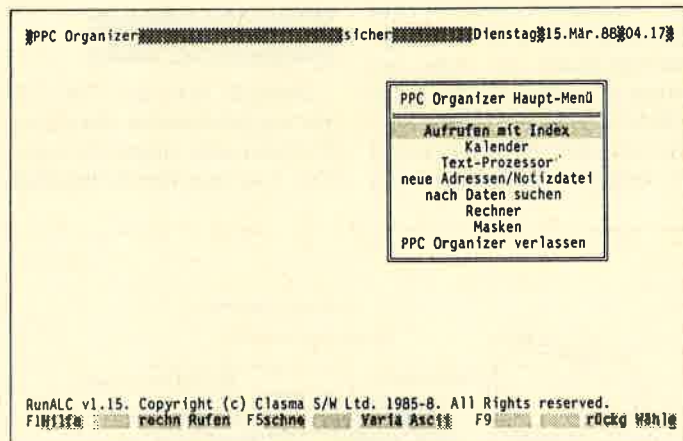 PPC Organizer sicher Dienstag 15.Mär.88 04.17
PPC Organizer Haupt-Menü
Aufrufen mit Index
Kalender
Text-Prozessor
neue Adressen/Notizdatei
nach Daten suchen
Rechner
Masken
PPC Organizer verlassen
RunALC v1.15. Copyright (c) Clasma S/W Ltd. 1985-8. All Rights reserved.
F1Hilfe rechn Rufen F5schne Varia Ascii F9 rückg Wähle